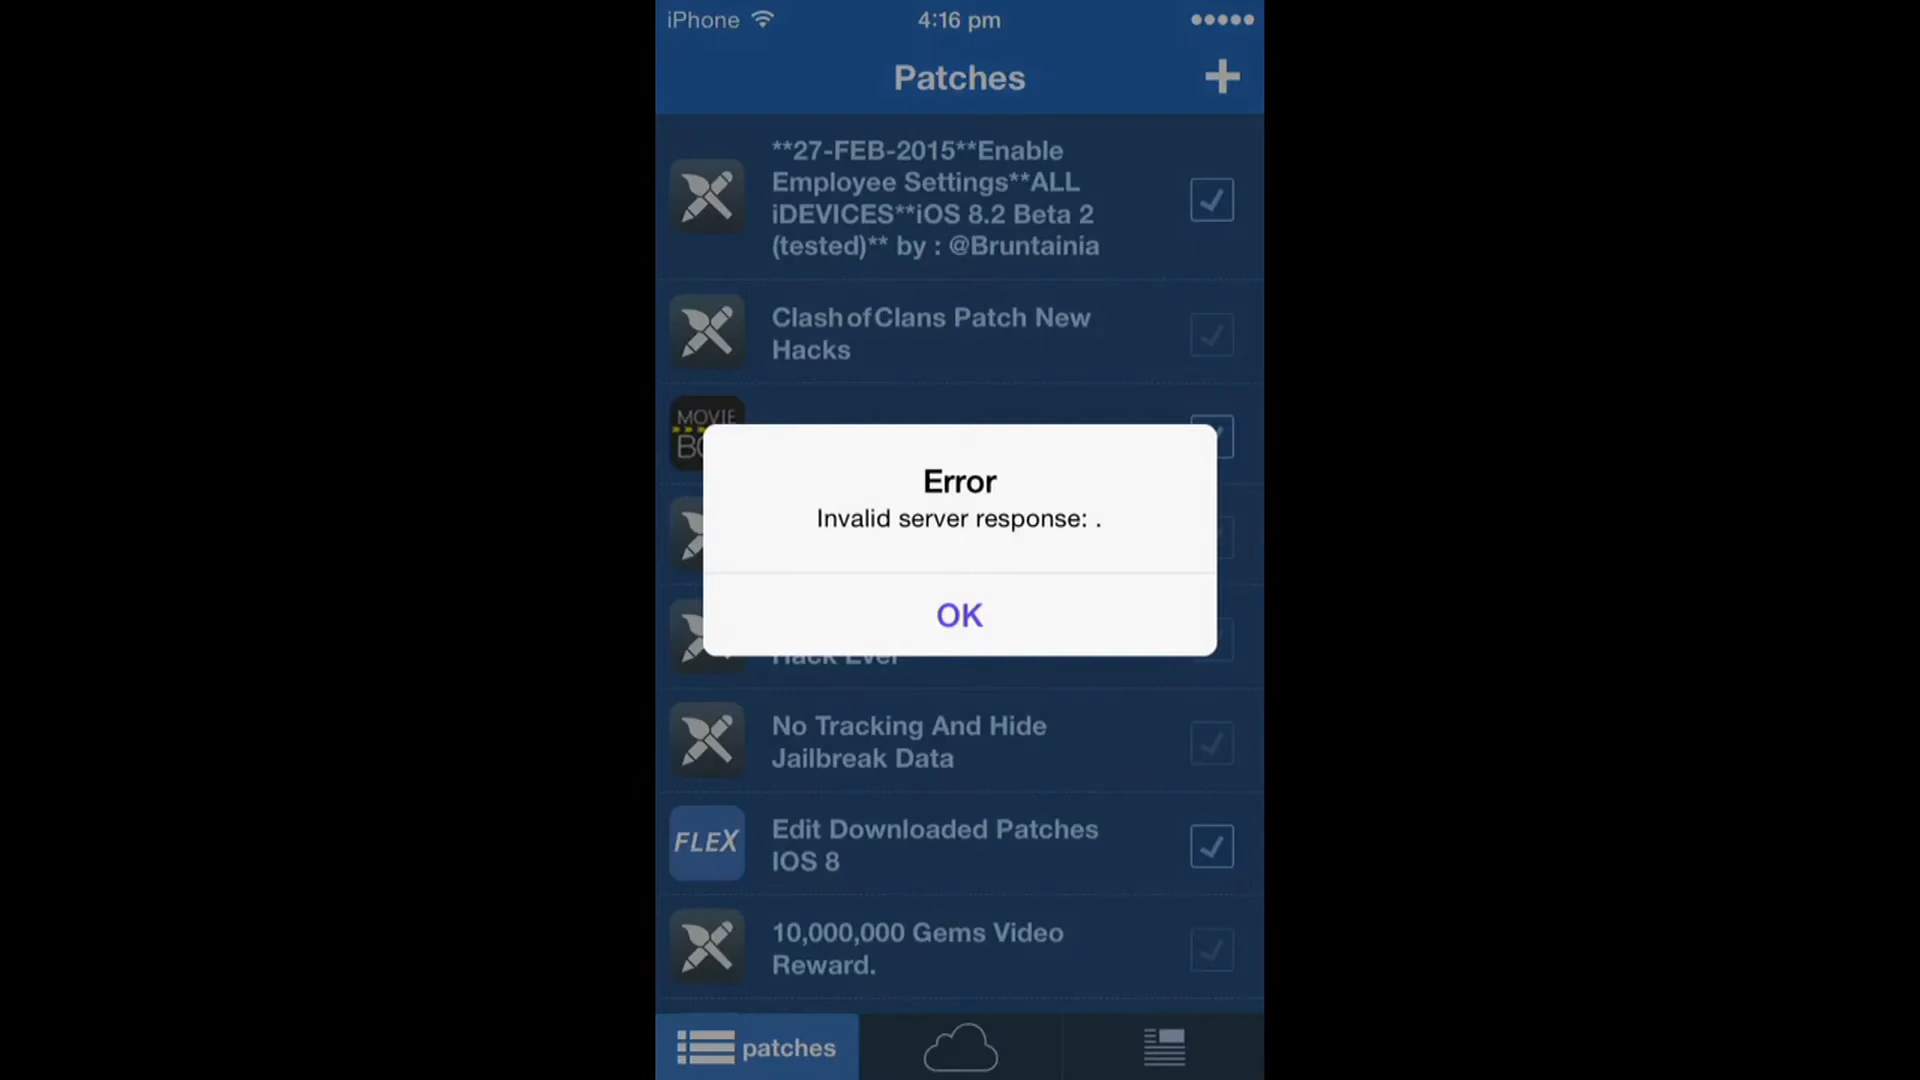 iPhone
4:16 pm
Patches
**27-FEB-2015**Enable
Employee Settings**ALL
iDEVICES**iOS 8.2 Beta 2
(tested)** by : @Bruntainia
Clash of Clans Patch New
Hacks
MOVIE
Error
Invalid server response: .
OK
Hack Ever
No Tracking And Hide
Jailbreak Data
FLEX
Edit Downloaded Patches
IOS 8
10,000,000 Gems Video
Reward.
patches